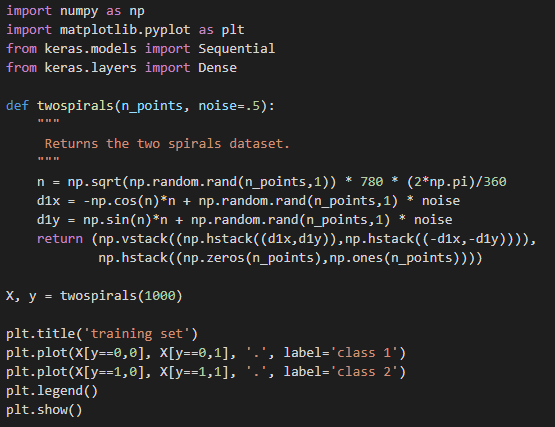 import numpy as np
import matplotlib.pyplot as plt
from keras.models import Sequential
from keras.layers import Dense

def twospirals(n_points, noise=.5):
    """
     Returns the two spirals dataset.
    """
    n = np.sqrt(np.random.rand(n_points,1)) * 780 * (2*np.pi)/360
    d1x = -np.cos(n)*n + np.random.rand(n_points,1) * noise
    d1y = np.sin(n)*n + np.random.rand(n_points,1) * noise
    return (np.vstack((np.hstack((d1x,d1y)),np.hstack((-d1x,-d1y)))),
            np.hstack((np.zeros(n_points),np.ones(n_points))))

X, y = twospirals(1000)

plt.title('training set')
plt.plot(X[y==0,0], X[y==0,1], '.', label='class 1')
plt.plot(X[y==1,0], X[y==1,1], '.', label='class 2')
plt.legend()
plt.show()